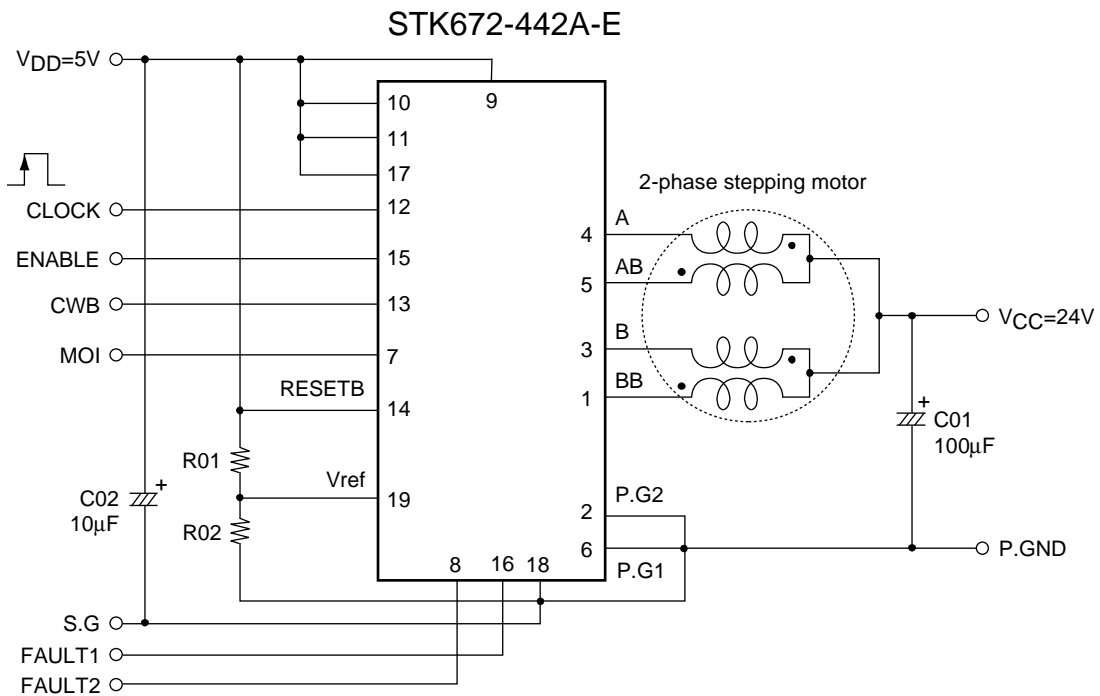 STK672-442A-E
VDD=5V
9
10
11
17
CLOCK
12
ENABLE
15
CWB
13
MOI
7
RESETB
14
R01
Vref
19
R02
C02
+
10μF
8
16
18
S.G
FAULT1
FAULT2
2-phase stepping motor
4
A
5
AB
3
B
1
BB
VCC=24V
+
C01
100μF
P.G2
2
6
P.G1
P.GND